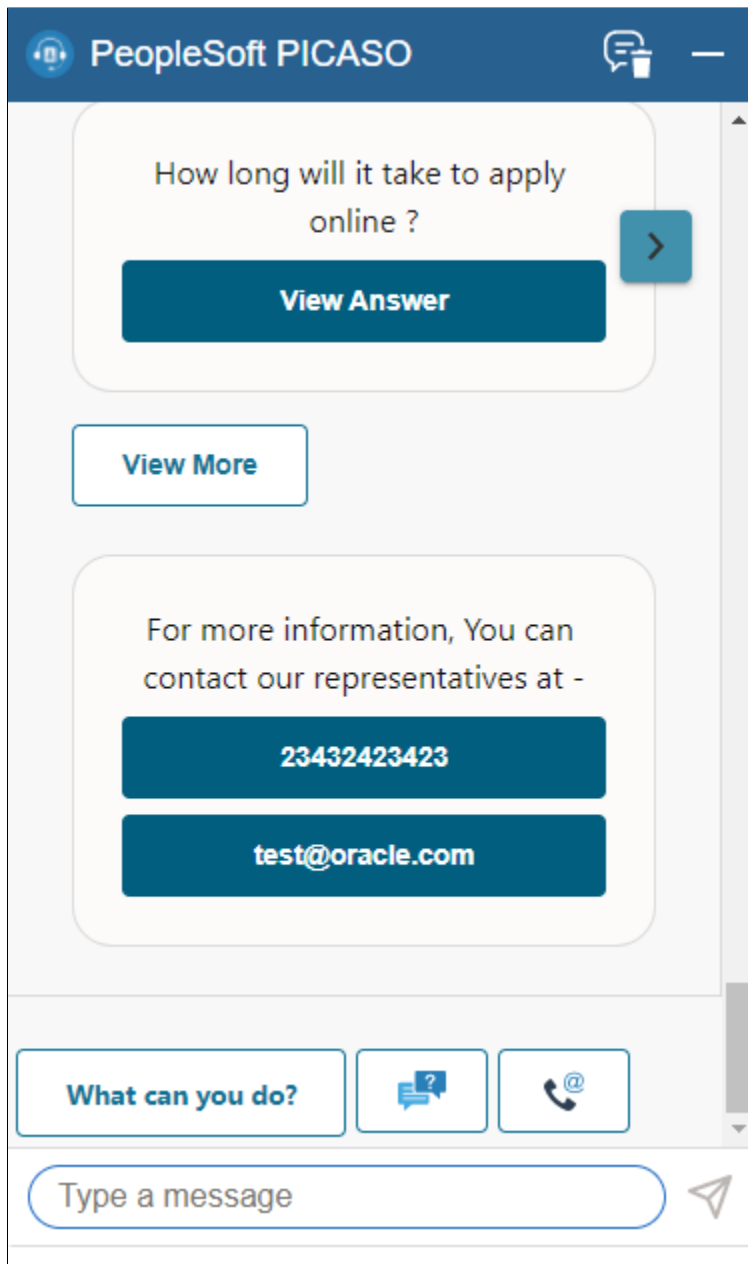 PeopleSoft PICASO
How long will it take to apply
online ?
View Answer
View More
For more information, You can
contact our representatives at -
23432423423
test@oracle.com
What can you do?
?
@
Type a message